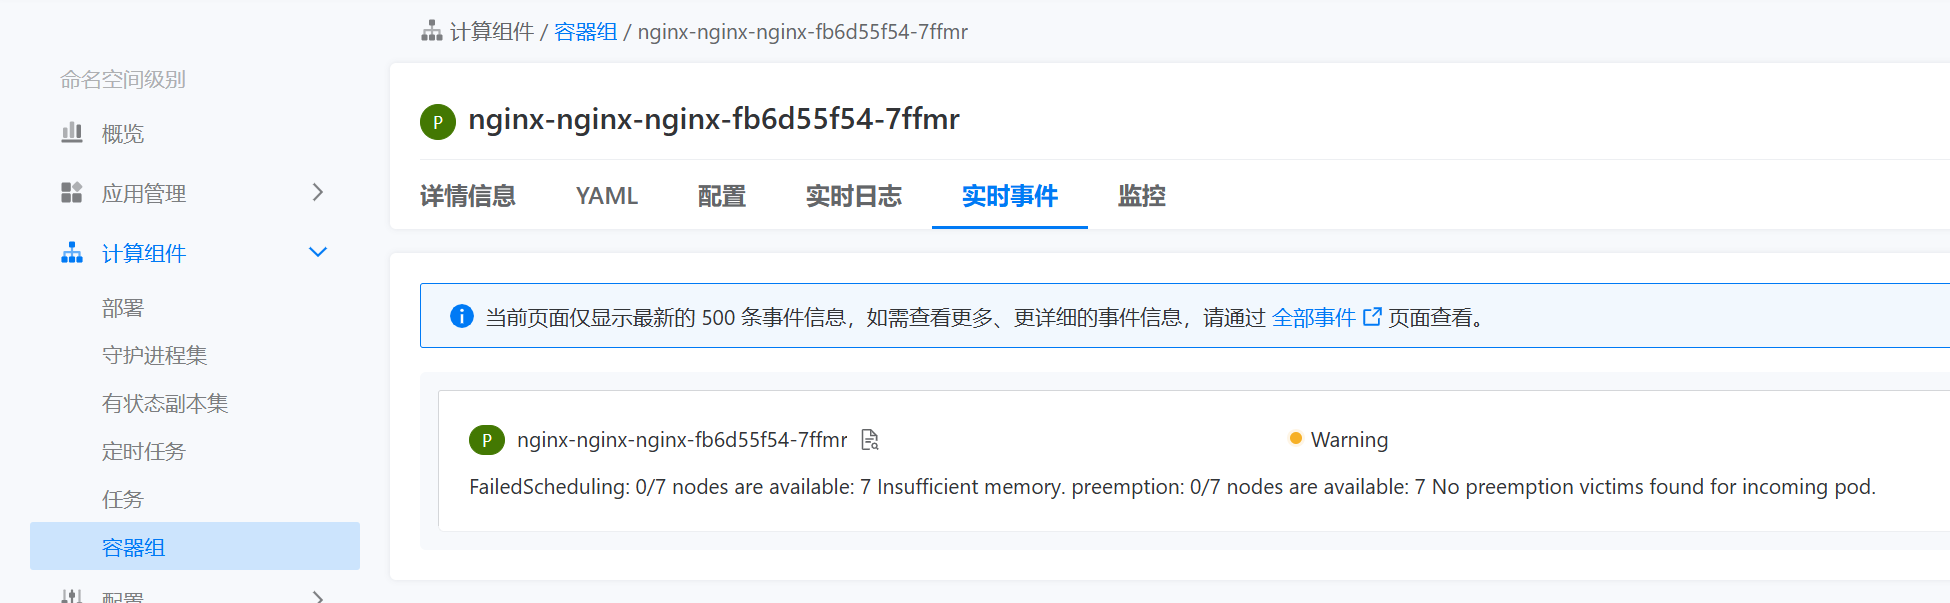 计算组件 / 容器组 / nginx-nginx-nginx-fb6d55f54-7ffmr
命名空间级别
概览
应用管理
计算组件
部署
守护进程集
有状态副本集
定时任务
任务
容器组
配置
P nginx-nginx-nginx-fb6d55f54-7ffmr
详情信息 YAML 配置 实时日志 实时事件 监控
当前页面仅显示最新的 500 条事件信息，如需查看更多、更详细的事件信息，请通过 全部事件 页面查看。
P nginx-nginx-nginx-fb6d55f54-7ffmr Warning
FailedScheduling: 0/7 nodes are available: 7 Insufficient memory. preemption: 0/7 nodes are available: 7 No preemption victims found for incoming pod.